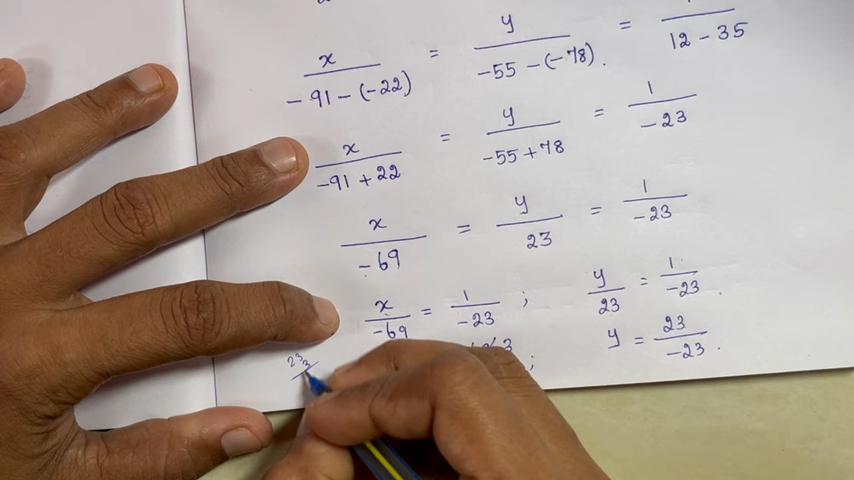 x / -91 - (-22) = y / -55 - (-78) . = 1 / 12 - 35
x / -91 + 22 = y / -55 + 78 = 1 / -23
x / -69 = y / 23 = 1 / -23
x / -69 = 1 / -23 ; y / 23 = 1 / -23 .
; y = 23 / -23 .